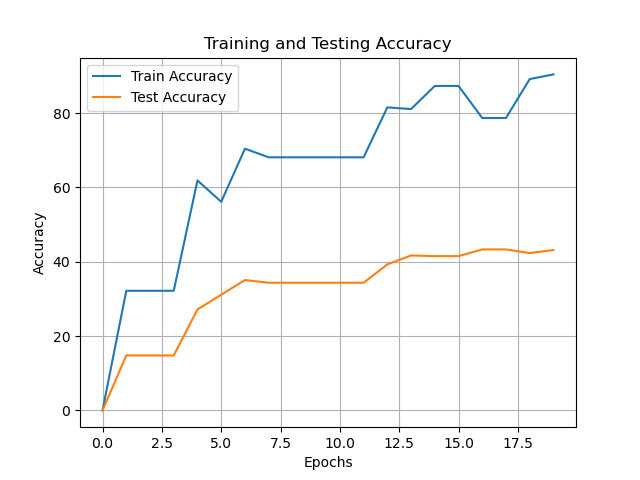 Training and Testing Accuracy
Train Accuracy
Test Accuracy
80
60
40
20
0
Accuracy
0.0 2.5 5.0 7.5 10.0 12.5 15.0 17.5
Epochs